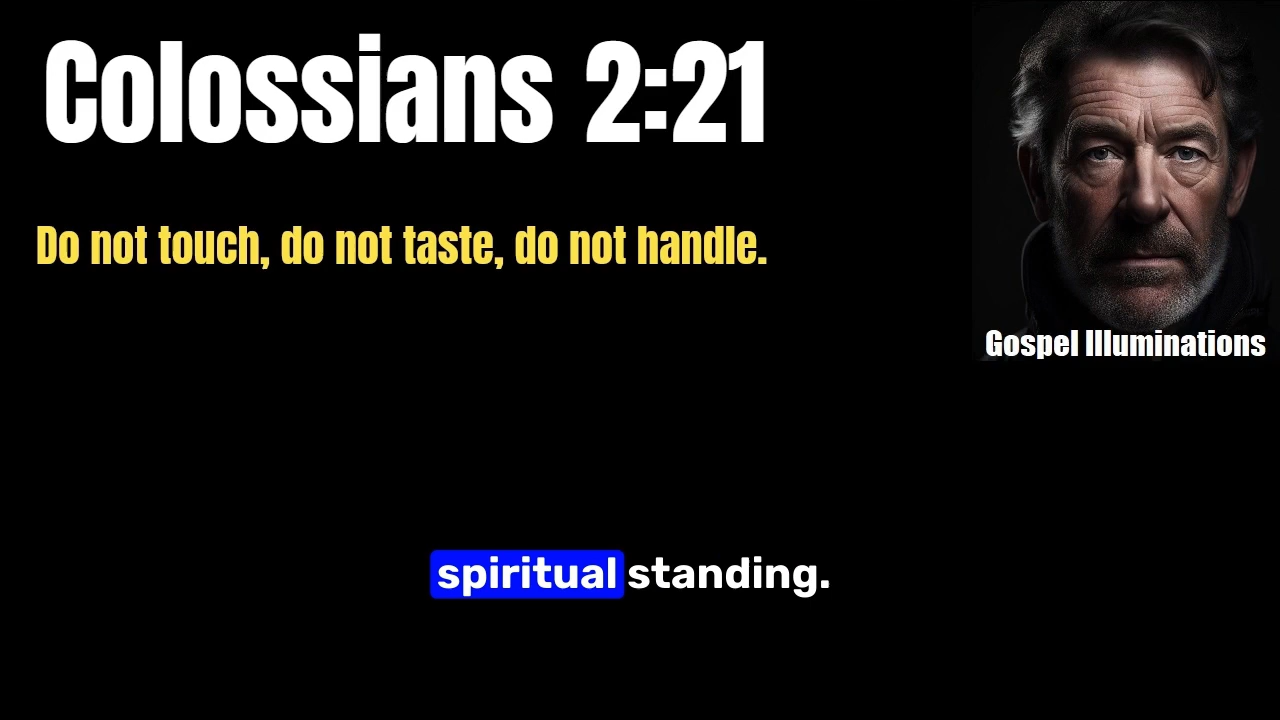 Colossians 2:21
Do not touch, do not taste, do not handle.
Gospel Illuminations
spiritual standing.